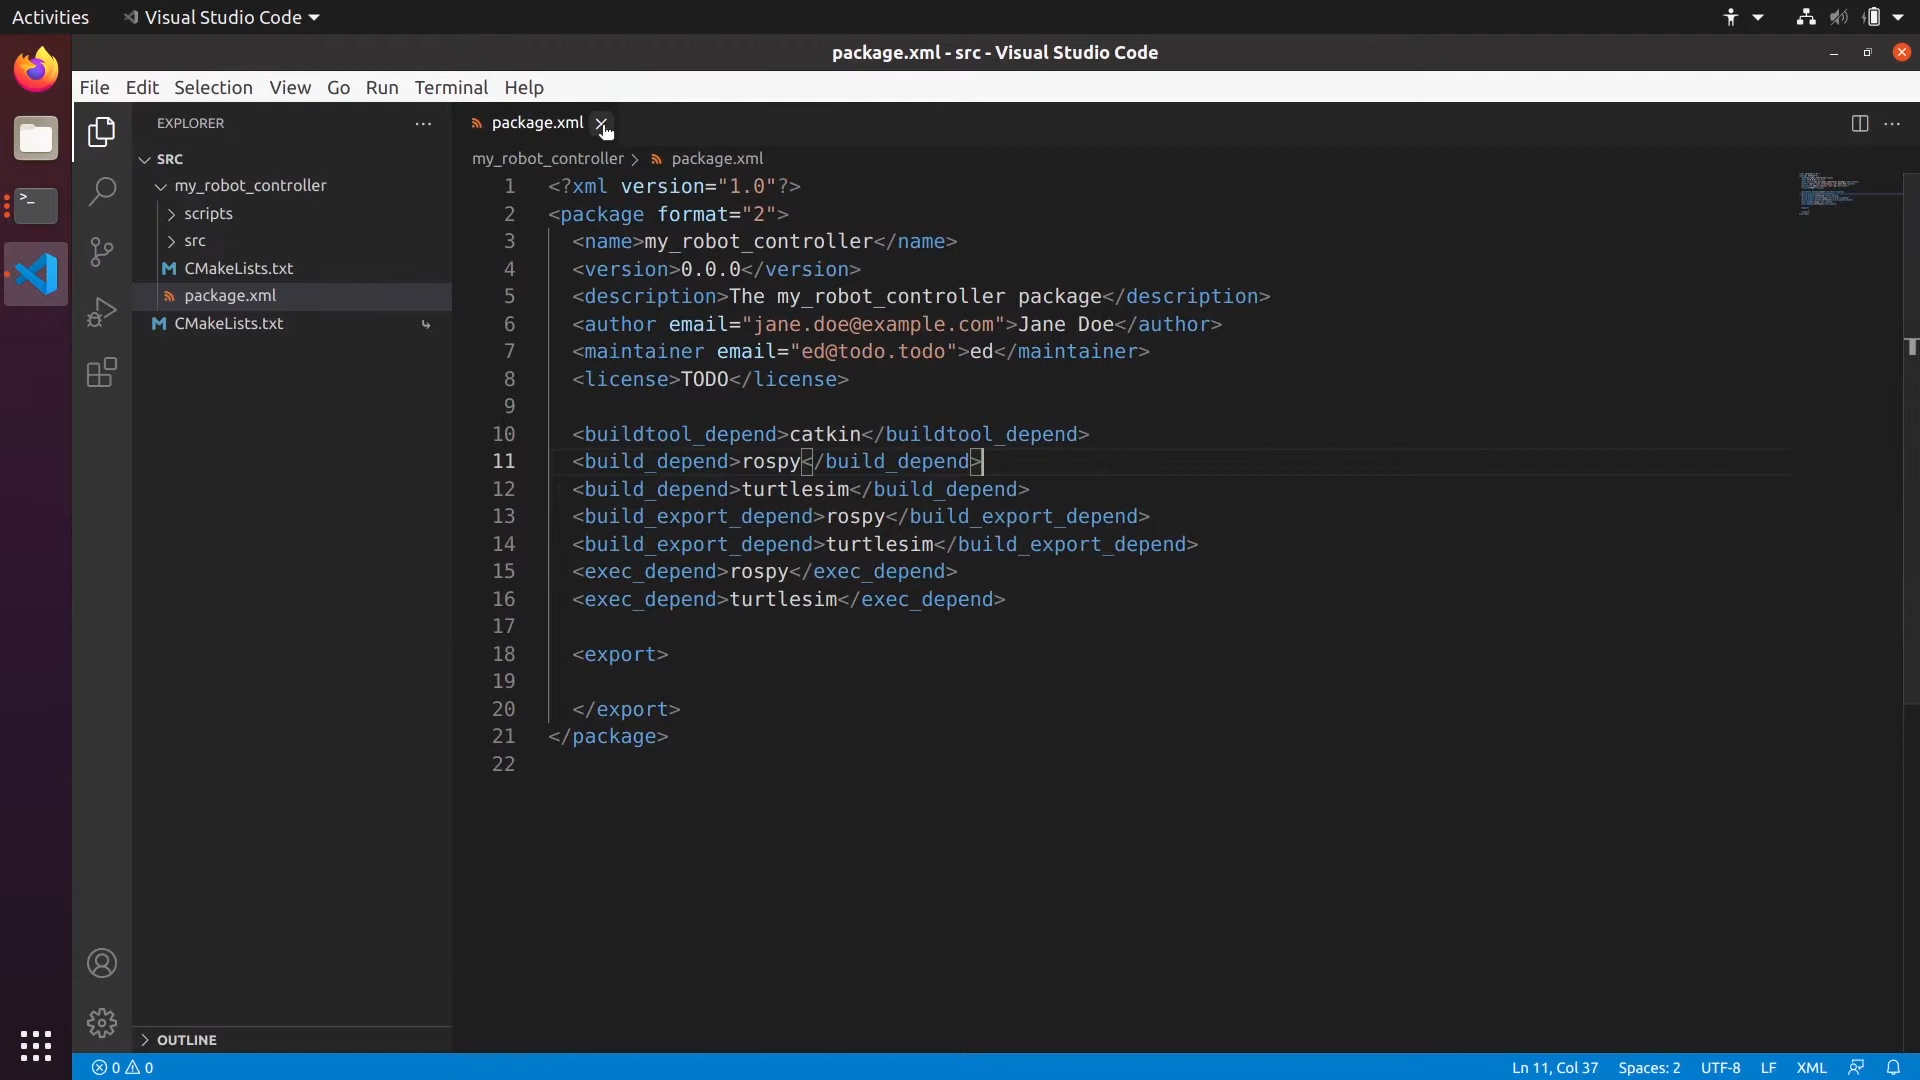 Activities Visual Studio Code
package.xml - src - Visual Studio Code
File Edit Selection View Go Run Terminal Help
EXPLORER
SRC
my_robot_controller
scripts
src
CMakeLists.txt
package.xml
CMakeLists.txt
OUTLINE
package.xml
my_robot_controller > package.xml
1 <?xml version="1.0"?>
2 <package format="2">
3 <name>my_robot_controller</name>
4 <version>0.0.0</version>
5 <description>The my_robot_controller package</description>
6 <author email="jane.doe@example.com">Jane Doe</author>
7 <maintainer email="ed@todo.todo">ed</maintainer>
8 <license>TODO</license>
9
10 <buildtool_depend>catkin</buildtool_depend>
11 <build_depend>rospy</build_depend>
12 <build_depend>turtlesim</build_depend>
13 <build_export_depend>rospy</build_export_depend>
14 <build_export_depend>turtlesim</build_export_depend>
15 <exec_depend>rospy</exec_depend>
16 <exec_depend>turtlesim</exec_depend>
17
18 <export>
19
20 </export>
21 </package>
22
0 0 Ln 11, Col 37 Spaces: 2 UTF-8 LF XML